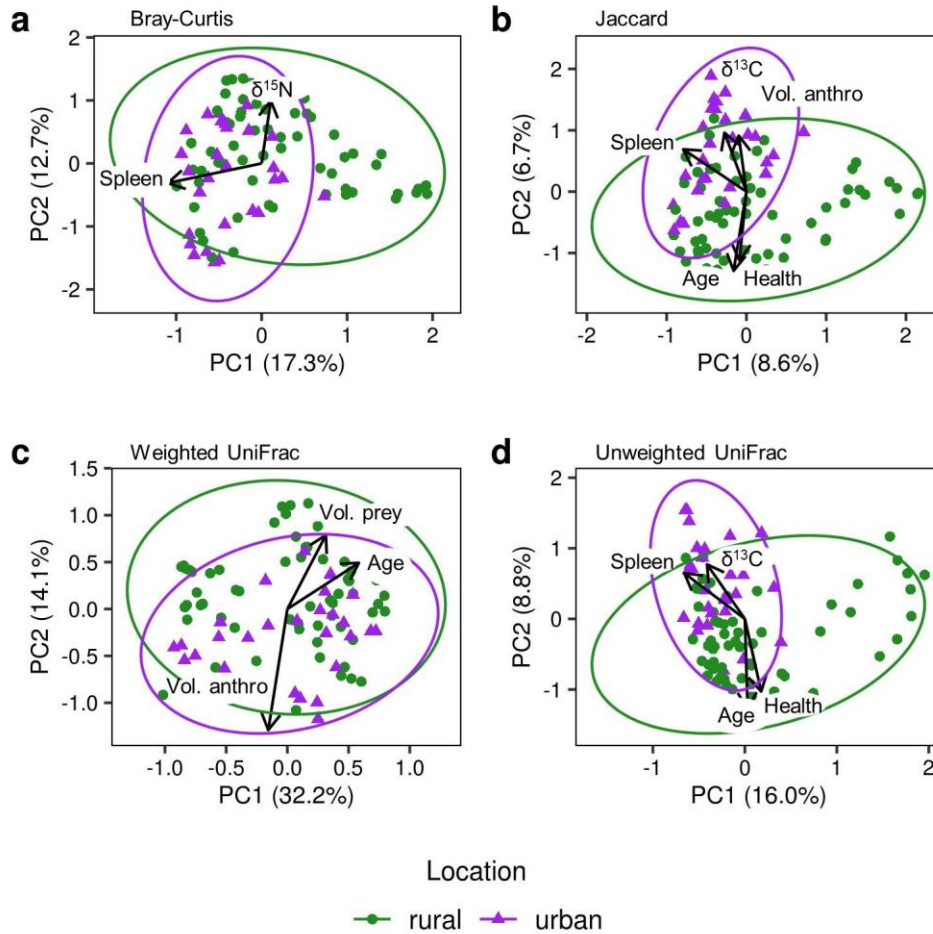 a Bray-Curtis
2
1
0
-1
-2
PC2 (12.7%)
δ¹⁵N
Spleen
-1 0 1 2
PC1 (17.3%)
b Jaccard
2
1
0
-1
PC2 (6.7%)
δ¹³C
Vol. anthro
Spleen
Age Health
-2 -1 0 1 2
PC1 (8.6%)
c Weighted UniFrac
1.5
1.0
0.5
0.0
-0.5
-1.0
PC2 (14.1%)
Vol. prey
Age
Vol. anthro
-1.0 -0.5 0.0 0.5 1.0
PC1 (32.2%)
d Unweighted UniFrac
2
1
0
-1
PC2 (8.8%)
Spleen δ¹³C
Health
Age
-1 0 1 2
PC1 (16.0%)
Location
rural urban